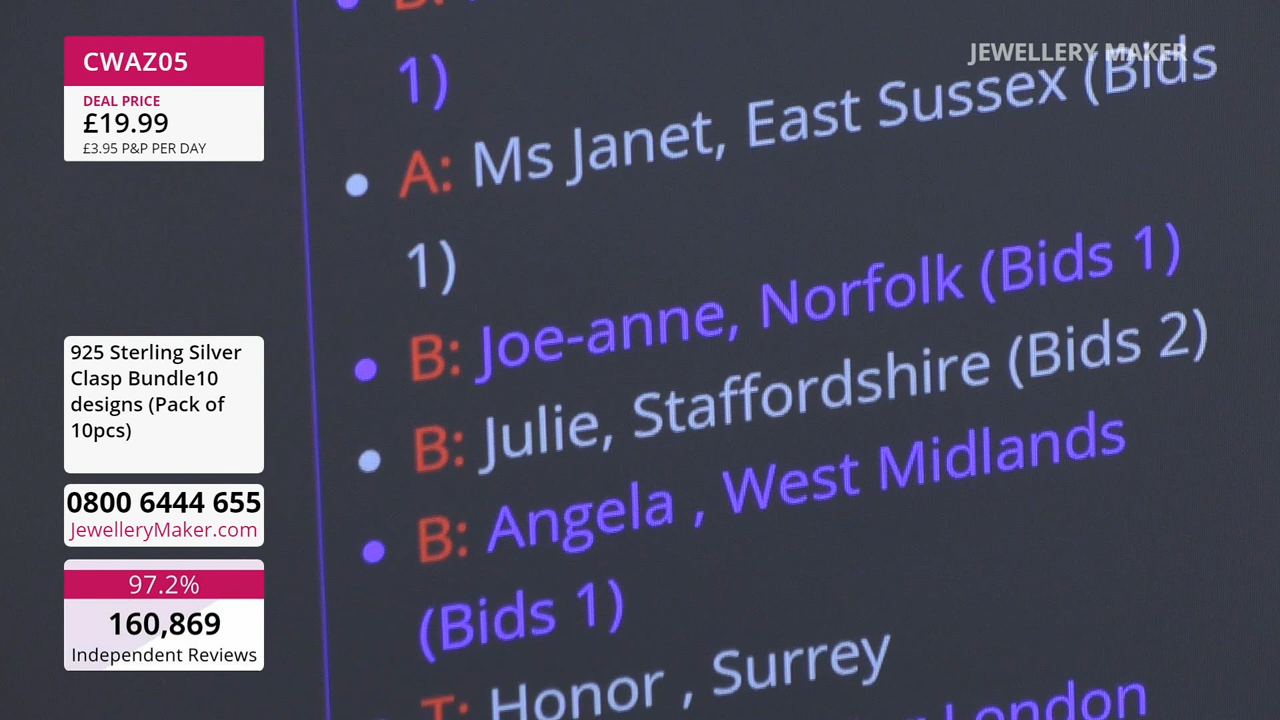 CWAZ05
DEAL PRICE
£19.99
£3.95 P&P PER DAY
925 Sterling Silver
Clasp Bundle10
designs (Pack of
10pcs)
0800 6444 655
JewelleryMaker.com
97.2%
160,869
Independent Reviews
JEWELLERY MAKER
B:
1)
A: Ms Janet, East Sussex (Bids
1)
B: Joe-anne, Norfolk (Bids 1)
B: Julie, Staffordshire (Bids 2)
B: Angela , West Midlands
(Bids 1)
T: Honor , Surrey
London